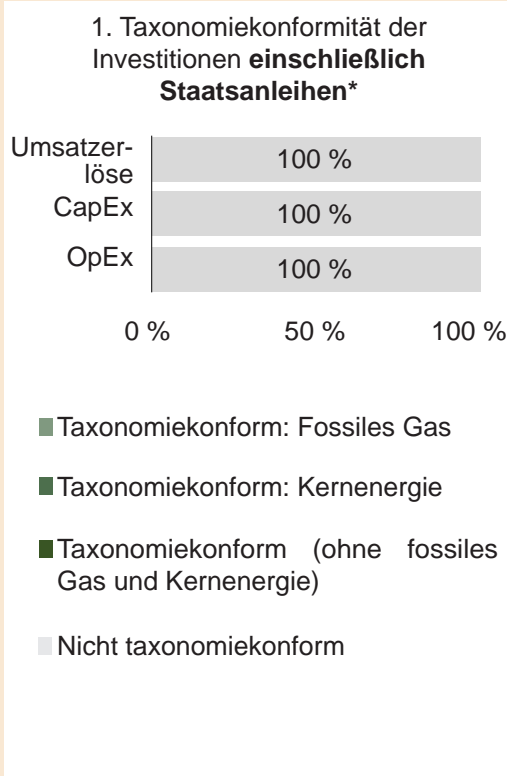 1. Taxonomiekonformität der
Investitionen einschließlich
Staatsanleihen*
Umsatzer-
löse
100 %
CapEx
100 %
OpEx
100 %
0 % 50 % 100 %
Taxonomiekonform: Fossiles Gas
Taxonomiekonform: Kernenergie
Taxonomiekonform (ohne fossiles
Gas und Kernenergie)
Nicht taxonomiekonform